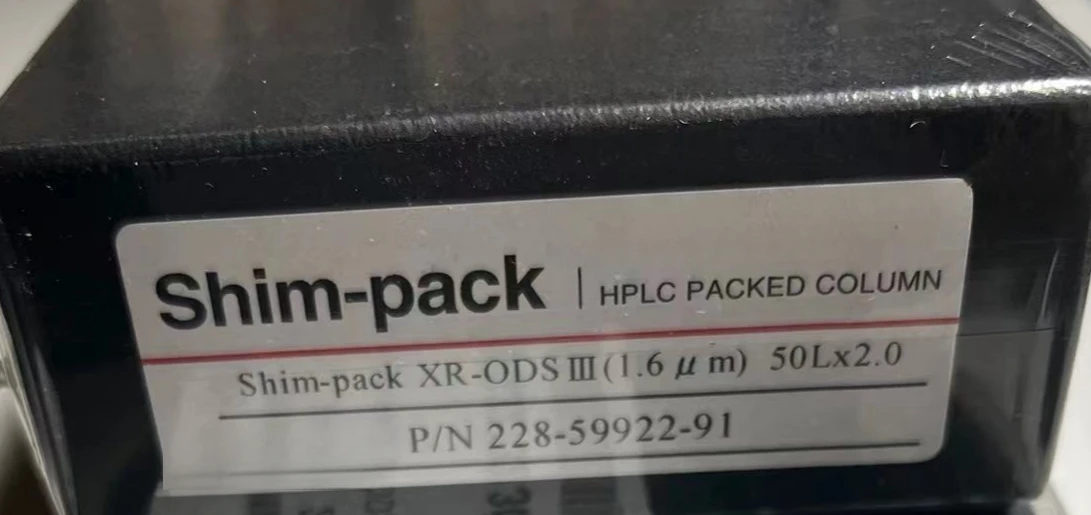 Shim-pack | HPLC PACKED COLUMN
Shim-pack XR-ODS Ⅲ (1.6 μ m) 50Lx2.0
P/N 228-59922-91